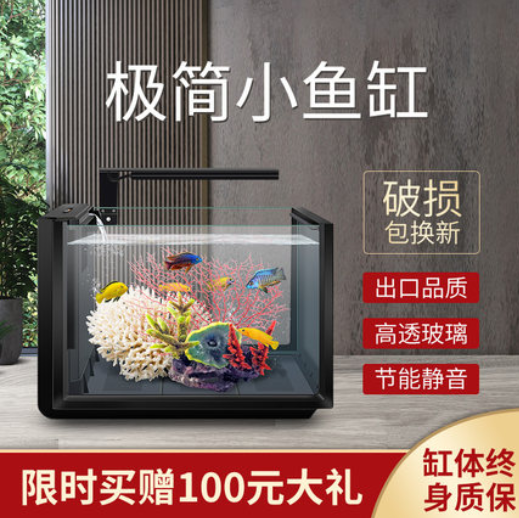 极简小鱼缸
破损
包换新
出口品质
高透玻璃
节能静音
限时买赠100元大礼
缸体终
身质保